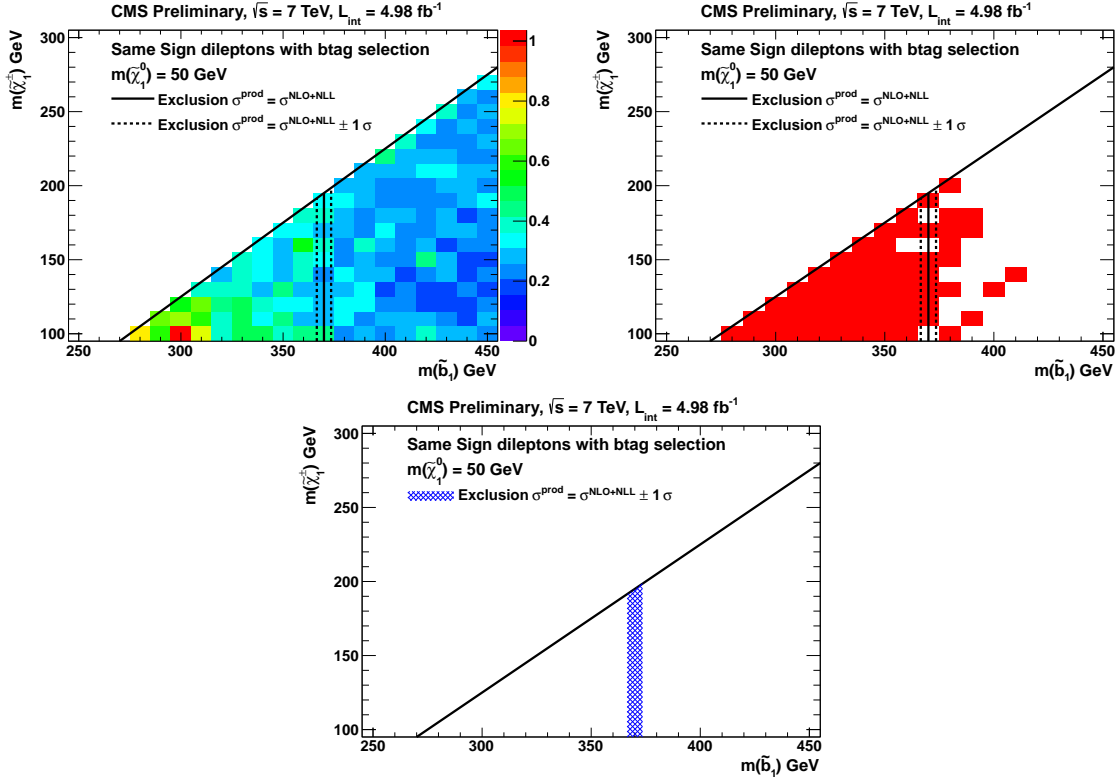 CMS Preliminary, √s = 7 TeV, L_int = 4.98 fb⁻¹
m(χ̃₁^±) GeV
Same Sign dileptons with btag selection
m(χ̃₁⁰) = 50 GeV
Exclusion σ^prod = σ^NLO+NLL
Exclusion σ^prod = σ^NLO+NLL ± 1 σ
300
250
200
150
100
1
0.8
0.6
0.4
0.2
0
250 300 350 400 450
m(b̃₁) GeV
CMS Preliminary, √s = 7 TeV, L_int = 4.98 fb⁻¹
m(χ̃₁^±) GeV
Same Sign dileptons with btag selection
m(χ̃₁⁰) = 50 GeV
Exclusion σ^prod = σ^NLO+NLL
Exclusion σ^prod = σ^NLO+NLL ± 1 σ
300
250
200
150
100
250 300 350 400 450
m(b̃₁) GeV
CMS Preliminary, √s = 7 TeV, L_int = 4.98 fb⁻¹
m(χ̃₁^±) GeV
Same Sign dileptons with btag selection
m(χ̃₁⁰) = 50 GeV
Exclusion σ^prod = σ^NLO+NLL ± 1 σ
300
250
200
150
100
250 300 350 400 450
m(b̃₁) GeV